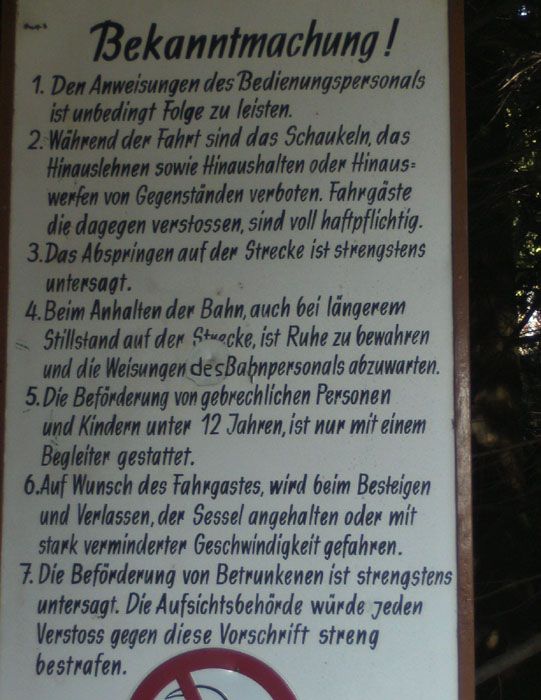 Bekanntmachung!
1. Den Anweisungen des Bedienungspersonals
ist unbedingt Folge zu leisten.
2. Während der Fahrt sind das Schaukeln, das
Hinauslehnen sowie Hinaushalten oder Hinaus=
werfen von Gegenständen verboten. Fahrgäste
die dagegen verstossen, sind voll haftpflichtig.
3. Das Abspringen auf der Strecke ist strengstens
untersagt.
4. Beim Anhalten der Bahn, auch bei längerem
Stillstand auf der Strecke, ist Ruhe zu bewahren
und die Weisungen des Bahnpersonals abzuwarten.
5. Die Beförderung von gebrechlichen Personen
und Kindern unter 12 Jahren, ist nur mit einem
Begleiter gestattet.
6. Auf Wunsch des Fahrgastes, wird beim Besteigen
und Verlassen, der Sessel angehalten oder mit
stark verminderter Geschwindigkeit gefahren.
7. Die Beförderung von Betrunkenen ist strengstens
untersagt. Die Aufsichtsbehörde würde jeden
Verstoss gegen diese Vorschrift streng
bestrafen.